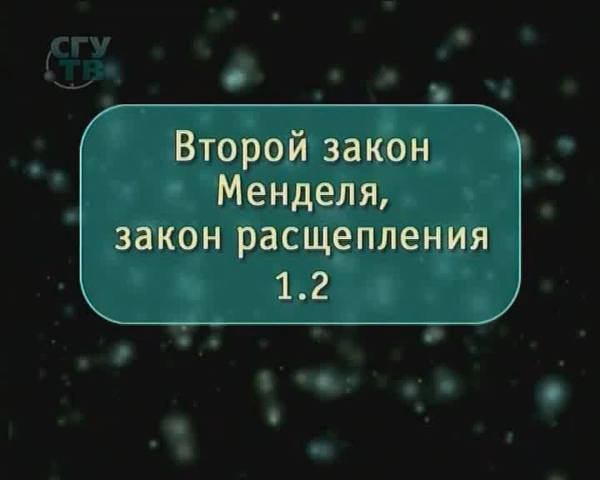 СГУ
ТВ
Второй закон
Менделя,
закон расщепления
1.2